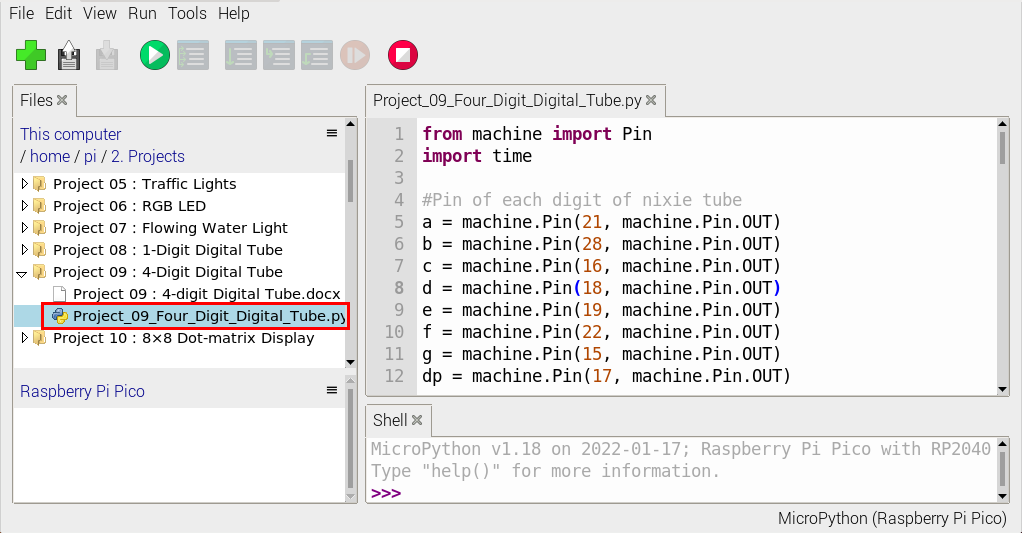 File Edit View Run Tools Help
Files
This computer
/ home / pi / 2. Projects
Project 05 : Traffic Lights
Project 06 : RGB LED
Project 07 : Flowing Water Light
Project 08 : 1-Digit Digital Tube
Project 09 : 4-Digit Digital Tube
Project 09 : 4-digit Digital Tube.docx
Project_09_Four_Digit_Digital_Tube.py
Project 10 : 8×8 Dot-matrix Display
Raspberry Pi Pico
Project_09_Four_Digit_Digital_Tube.py
1 from machine import Pin
2 import time
3
4 #Pin of each digit of nixie tube
5 a = machine.Pin(21, machine.Pin.OUT)
6 b = machine.Pin(28, machine.Pin.OUT)
7 c = machine.Pin(16, machine.Pin.OUT)
8 d = machine.Pin(18, machine.Pin.OUT)
9 e = machine.Pin(19, machine.Pin.OUT)
10 f = machine.Pin(22, machine.Pin.OUT)
11 g = machine.Pin(15, machine.Pin.OUT)
12 dp = machine.Pin(17, machine.Pin.OUT)
Shell
MicroPython v1.18 on 2022-01-17; Raspberry Pi Pico with RP2040
Type "help()" for more information.
>>>
MicroPython (Raspberry Pi Pico)